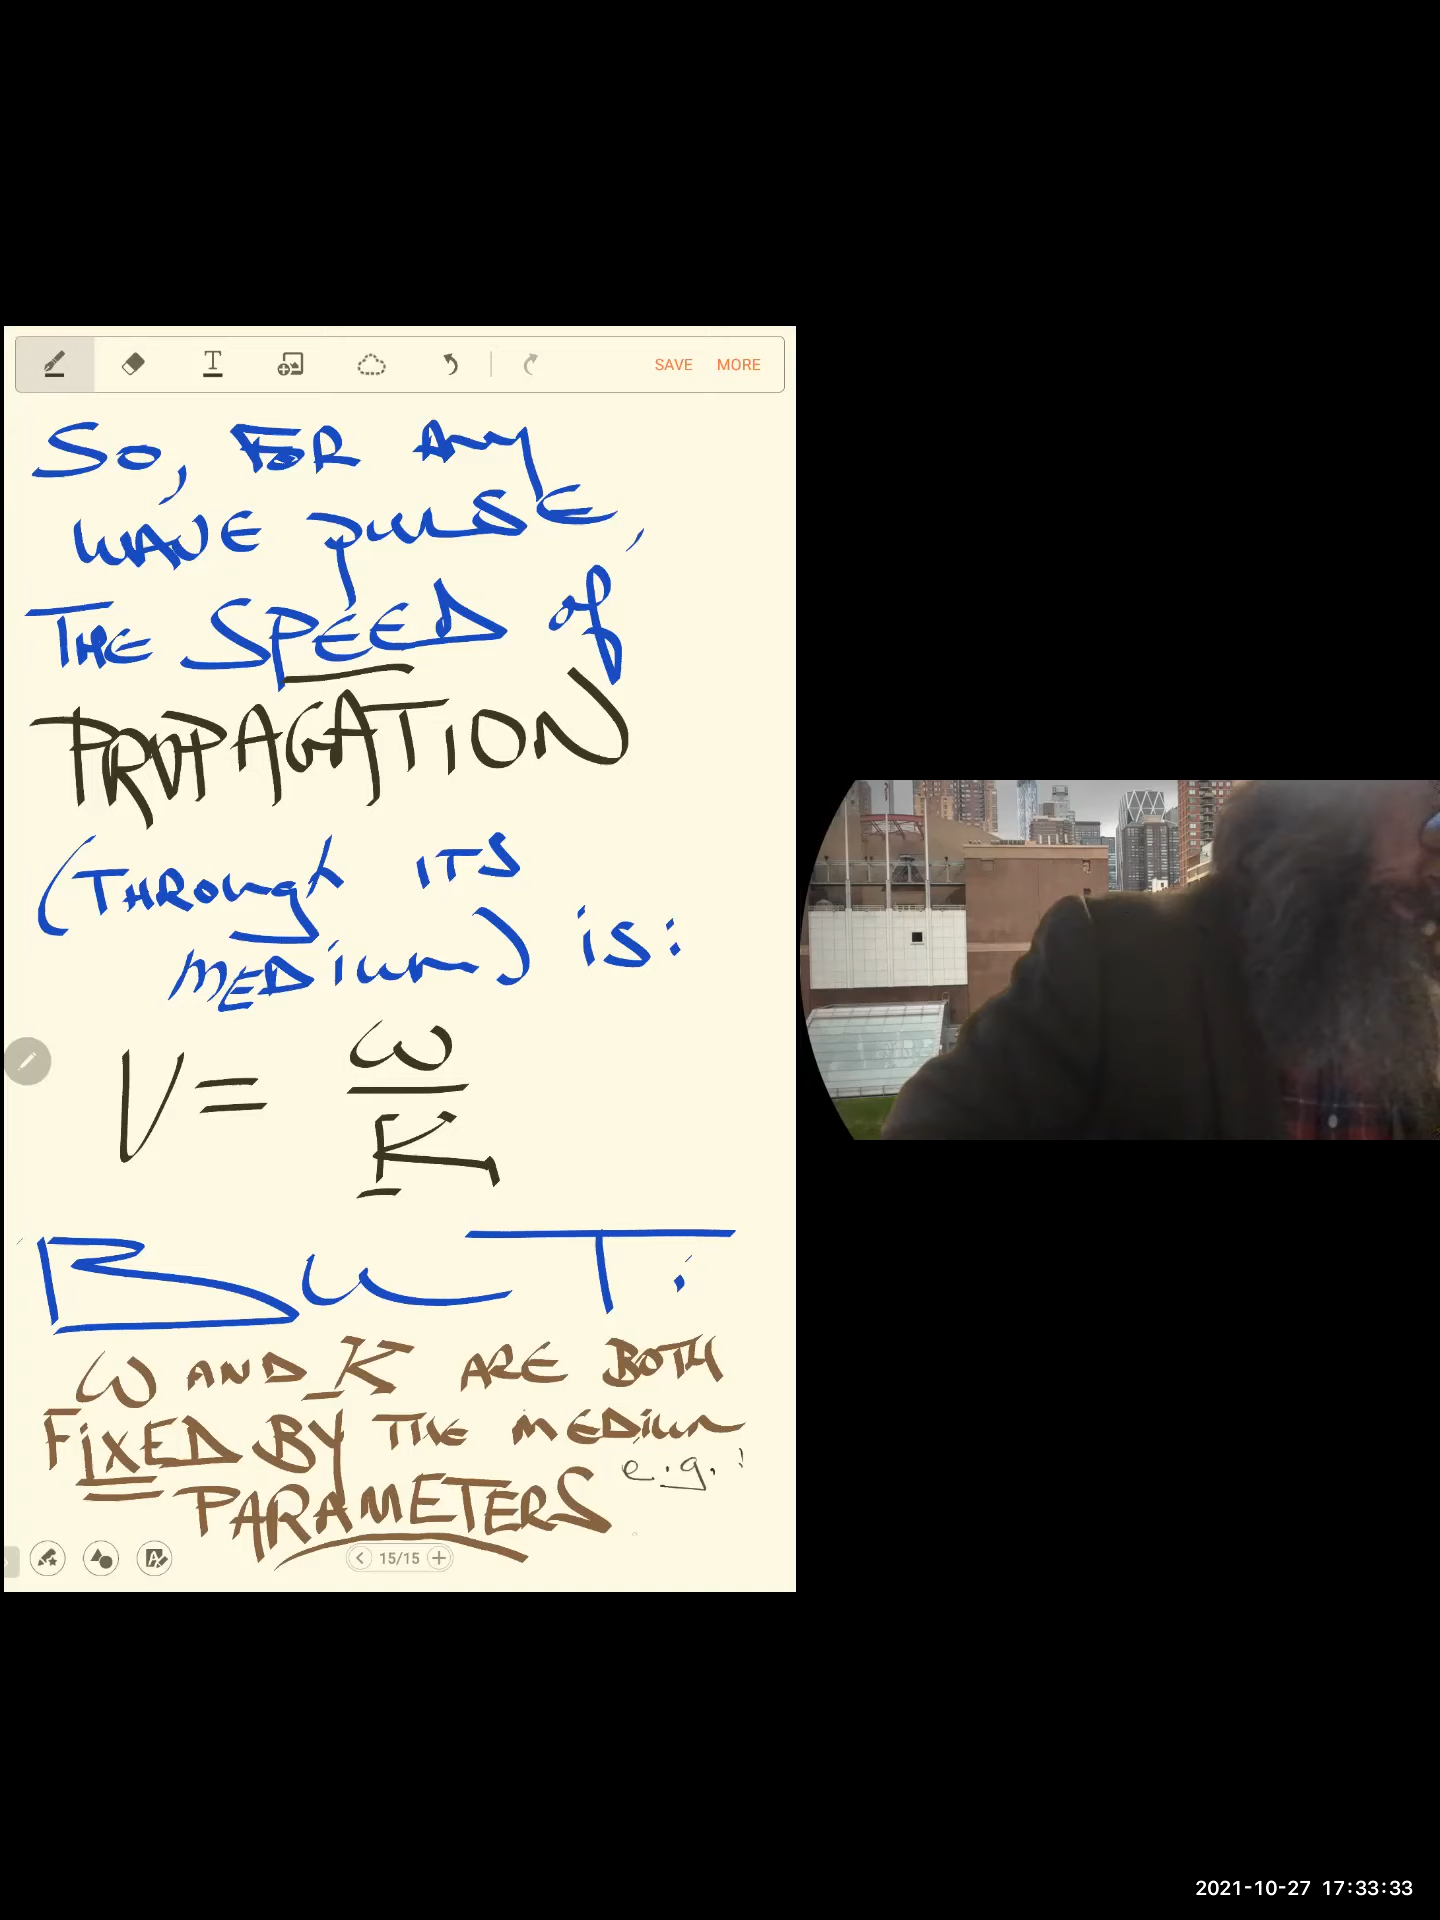 SAVE MORE
So, FOR Any
WAVE pulsE,
THE SPEED of
PROPAGATION
(THROugh ITS
MEDium) is:
V = ω
K
BuT:
ω AND K ARE BOTH
FixED By THE MEDium
e.g. :
PARAMETERS
15/15
2021-10-27 17:33:33